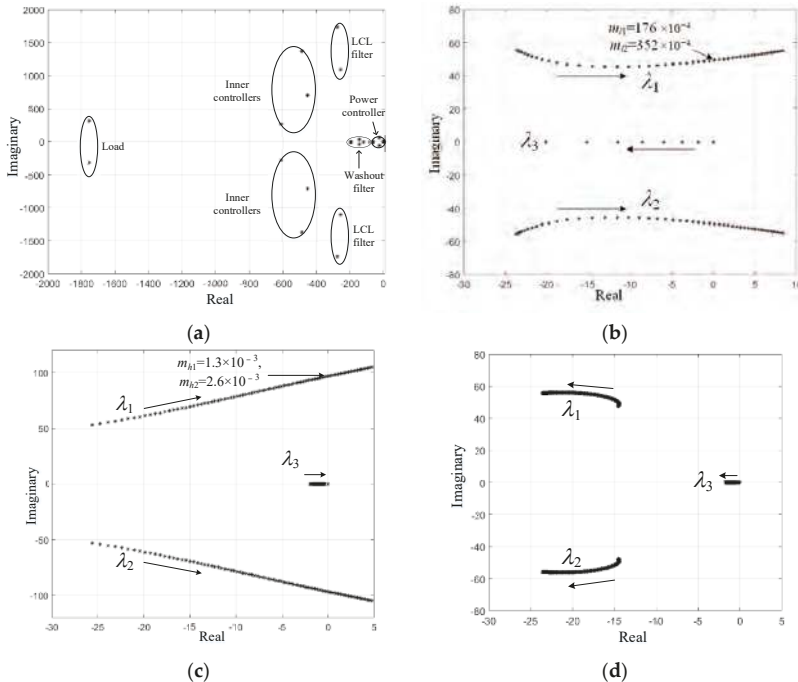 2000
1500
1000
500
0
-500
-1000
-1500
-2000
-2000 -1800 -1600 -1400 -1200 -1000 -800 -600 -400 -200 0
Imaginary
Real
Load
Inner
controllers
LCL
filter
Power
controller
Washout
filter
Inner
controllers
LCL
filter
(a)
80
60
40
20
0
-20
-40
-60
-80
-30 -25 -20 -15 -10 -5 0 5 10
Imaginary
Real
λ1
λ3
λ2
(b)
100
50
0
-50
-100
-30 -25 -20 -15 -10 -5 0 5
Imaginary
Real
mh1=1.3×10⁻³,
mh2=2.6×10⁻³
λ1
λ3
λ2
(c)
80
60
40
20
0
-20
-40
-60
-80
-30 -25 -20 -15 -10 -5 0 5
Imaginary
Real
λ1
λ3
λ2
(d)